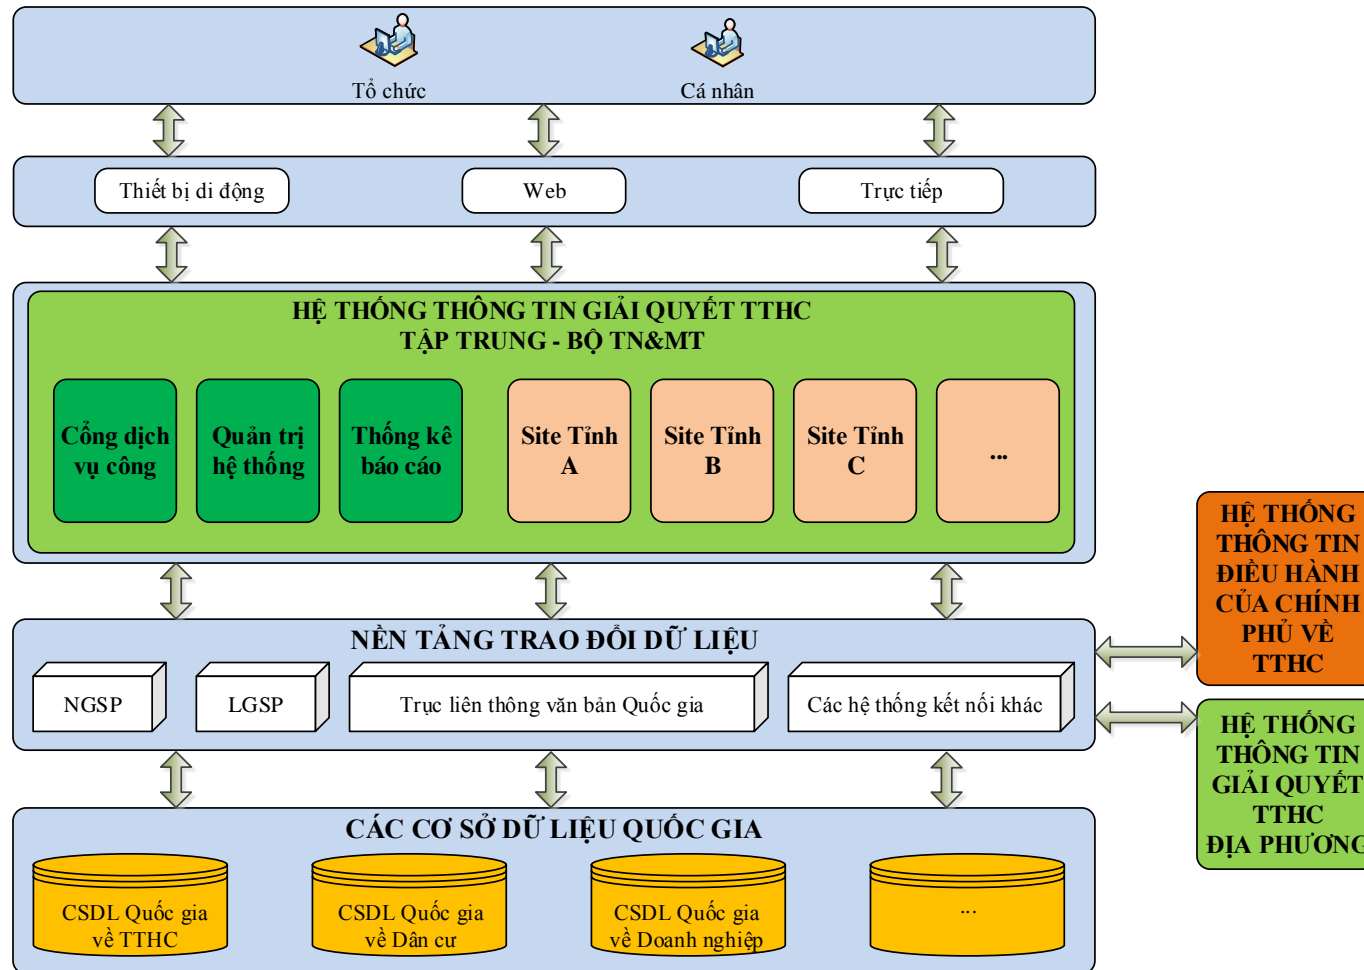 Tổ chức
Cá nhân
Thiết bị di động
Web
Trực tiếp
HỆ THỐNG THÔNG TIN GIẢI QUYẾT TTHC
TẬP TRUNG - BỘ TN&MT
Cổng dịch
vụ công
Quản trị
hệ thống
Thống kê
báo cáo
Site Tỉnh
A
Site Tỉnh
B
Site Tỉnh
C
...
HỆ THỐNG
THÔNG TIN
ĐIỀU HÀNH
CỦA CHÍNH
PHỦ VỀ
TTHC
NỀN TẢNG TRAO ĐỔI DỮ LIỆU
NGSP
LGSP
Trục liên thông văn bản Quốc gia
Các hệ thống kết nối khác
HỆ THỐNG
THÔNG TIN
GIẢI QUYẾT
TTHC
ĐỊA PHƯƠNG
CÁC CƠ SỞ DỮ LIỆU QUỐC GIA
CSDL Quốc gia
về TTHC
CSDL Quốc gia
về Dân cư
CSDL Quốc gia
về Doanh nghiệp
...